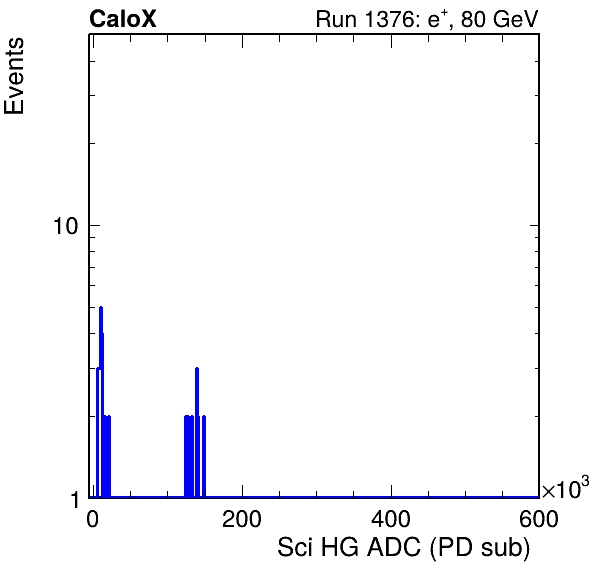 CaloX Run 1376: e⁺, 80 GeV
Events
10
1
×10³
0 200 400 600
Sci HG ADC (PD sub)